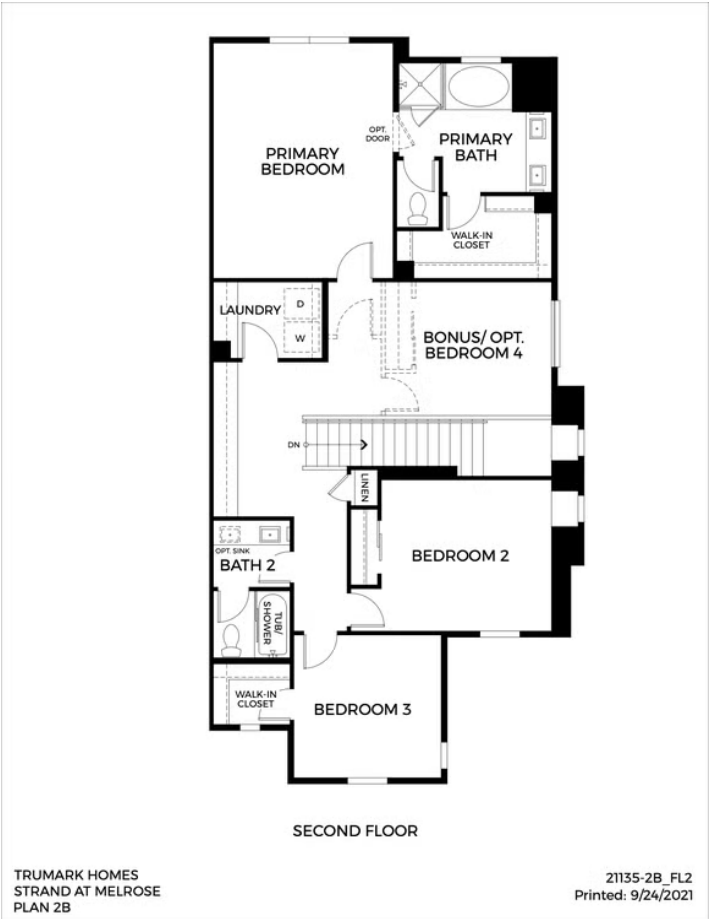 OPT.
DOOR
PRIMARY
BATH
PRIMARY
BEDROOM
WALK-IN
CLOSET
LAUNDRY
D
W
BONUS/ OPT.
BEDROOM 4
DN
LINEN
OPT. SINK
BATH 2
BEDROOM 2
TUB/
SHOWER
WALK-IN
CLOSET
BEDROOM 3
SECOND FLOOR
TRUMARK HOMES
STRAND AT MELROSE
PLAN 2B
21135-2B_FL2
Printed: 9/24/2021